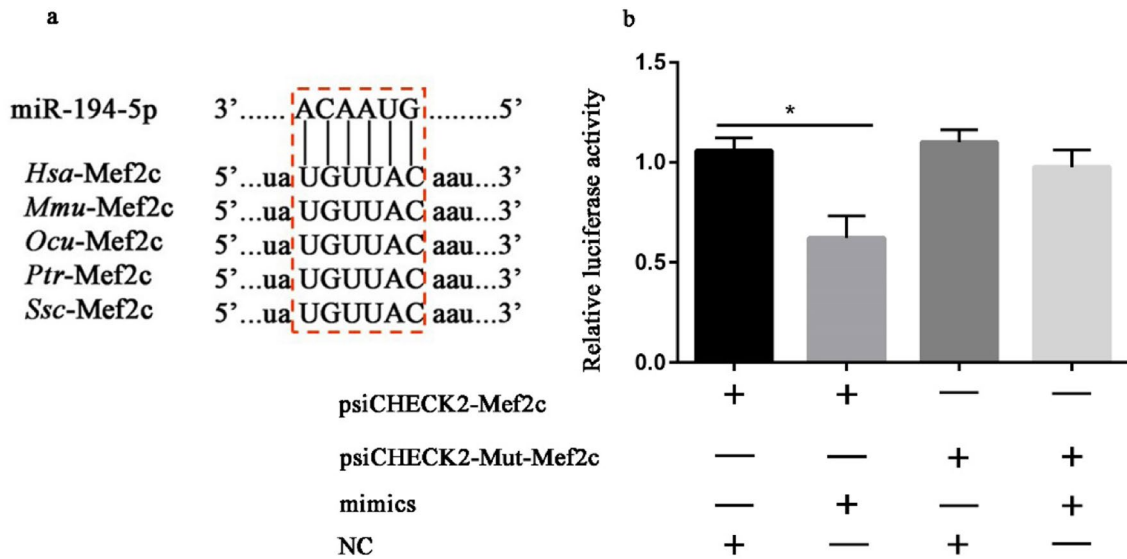 a
miR-194-5p 3’......ACAAUG..........5’
Hsa-Mef2c 5’...ua UGUUAC aau...3’
Mmu-Mef2c 5’...ua UGUUAC aau...3’
Ocu-Mef2c 5’...ua UGUUAC aau...3’
Ptr-Mef2c 5’...ua UGUUAC aau...3’
Ssc-Mef2c 5’...ua UGUUAC aau...3’
b
Relative luciferase activity
1.5
1.0
0.5
0.0
*
psiCHECK2-Mef2c + + — —
psiCHECK2-Mut-Mef2c — — + +
mimics — + — +
NC + — + —